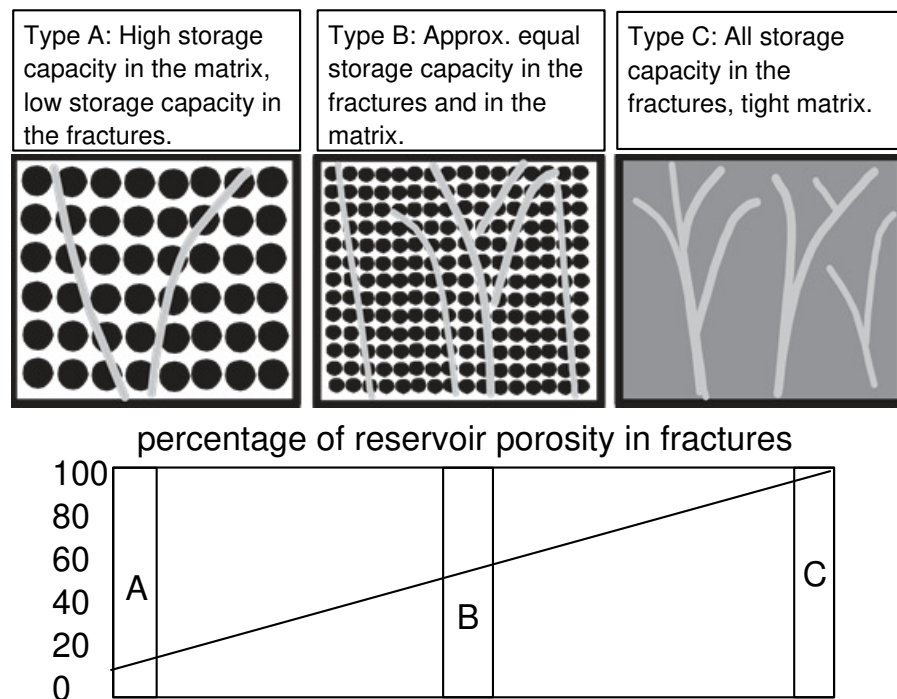 Type A: High storage
capacity in the matrix,
low storage capacity in
the fractures.
Type B: Approx. equal
storage capacity in the
fractures and in the
matrix.
Type C: All storage
capacity in the
fractures, tight matrix.
percentage of reservoir porosity in fractures
100
80
60
40
20
0
A
B
C